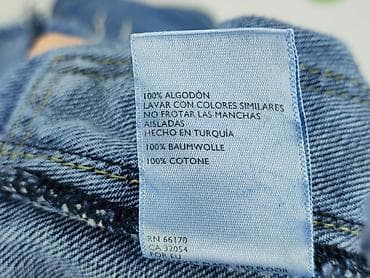 100% ALGODÓN
LAVAR CON COLORES SIMILARES
NO FROTAR LAS MANCHAS
AISLADAS
HECHO EN TURQUÍA
100% BAUMWOLLE
100% COTONE
RN 66170
CA 32054